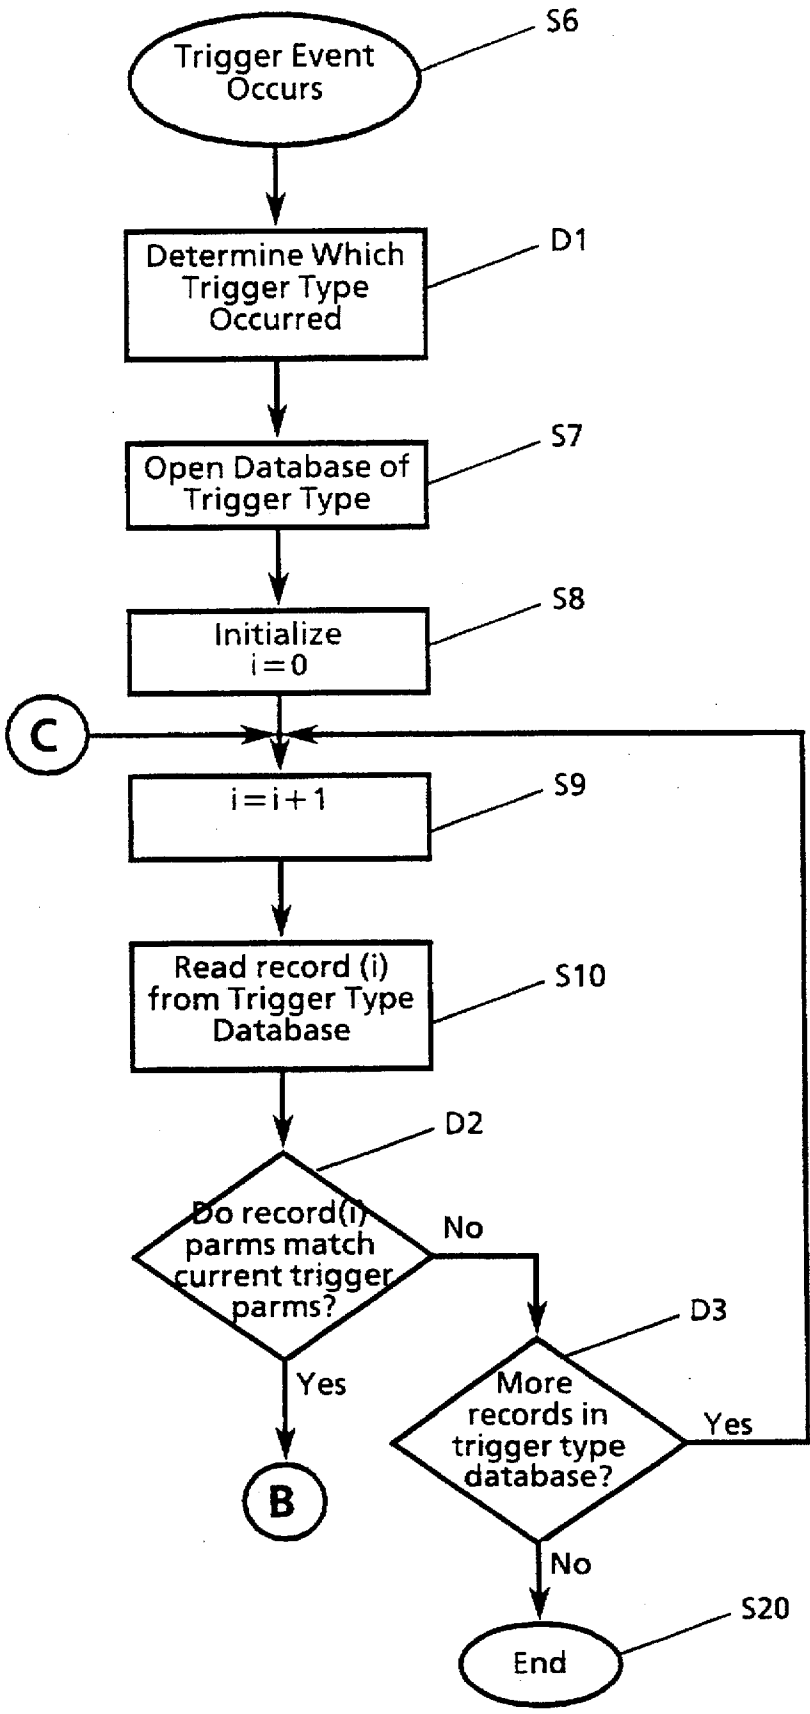 Trigger Event
Occurs
S6
Determine Which
Trigger Type
Occurred
D1
Open Database of
Trigger Type
S7
Initialize
i=0
S8
C
i=i+1
S9
Read record (i)
from Trigger Type
Database
S10
D2
Do record(i)
parms match
current trigger
parms?
No
Yes
B
D3
More
records in
trigger type
database?
Yes
No
End
S20